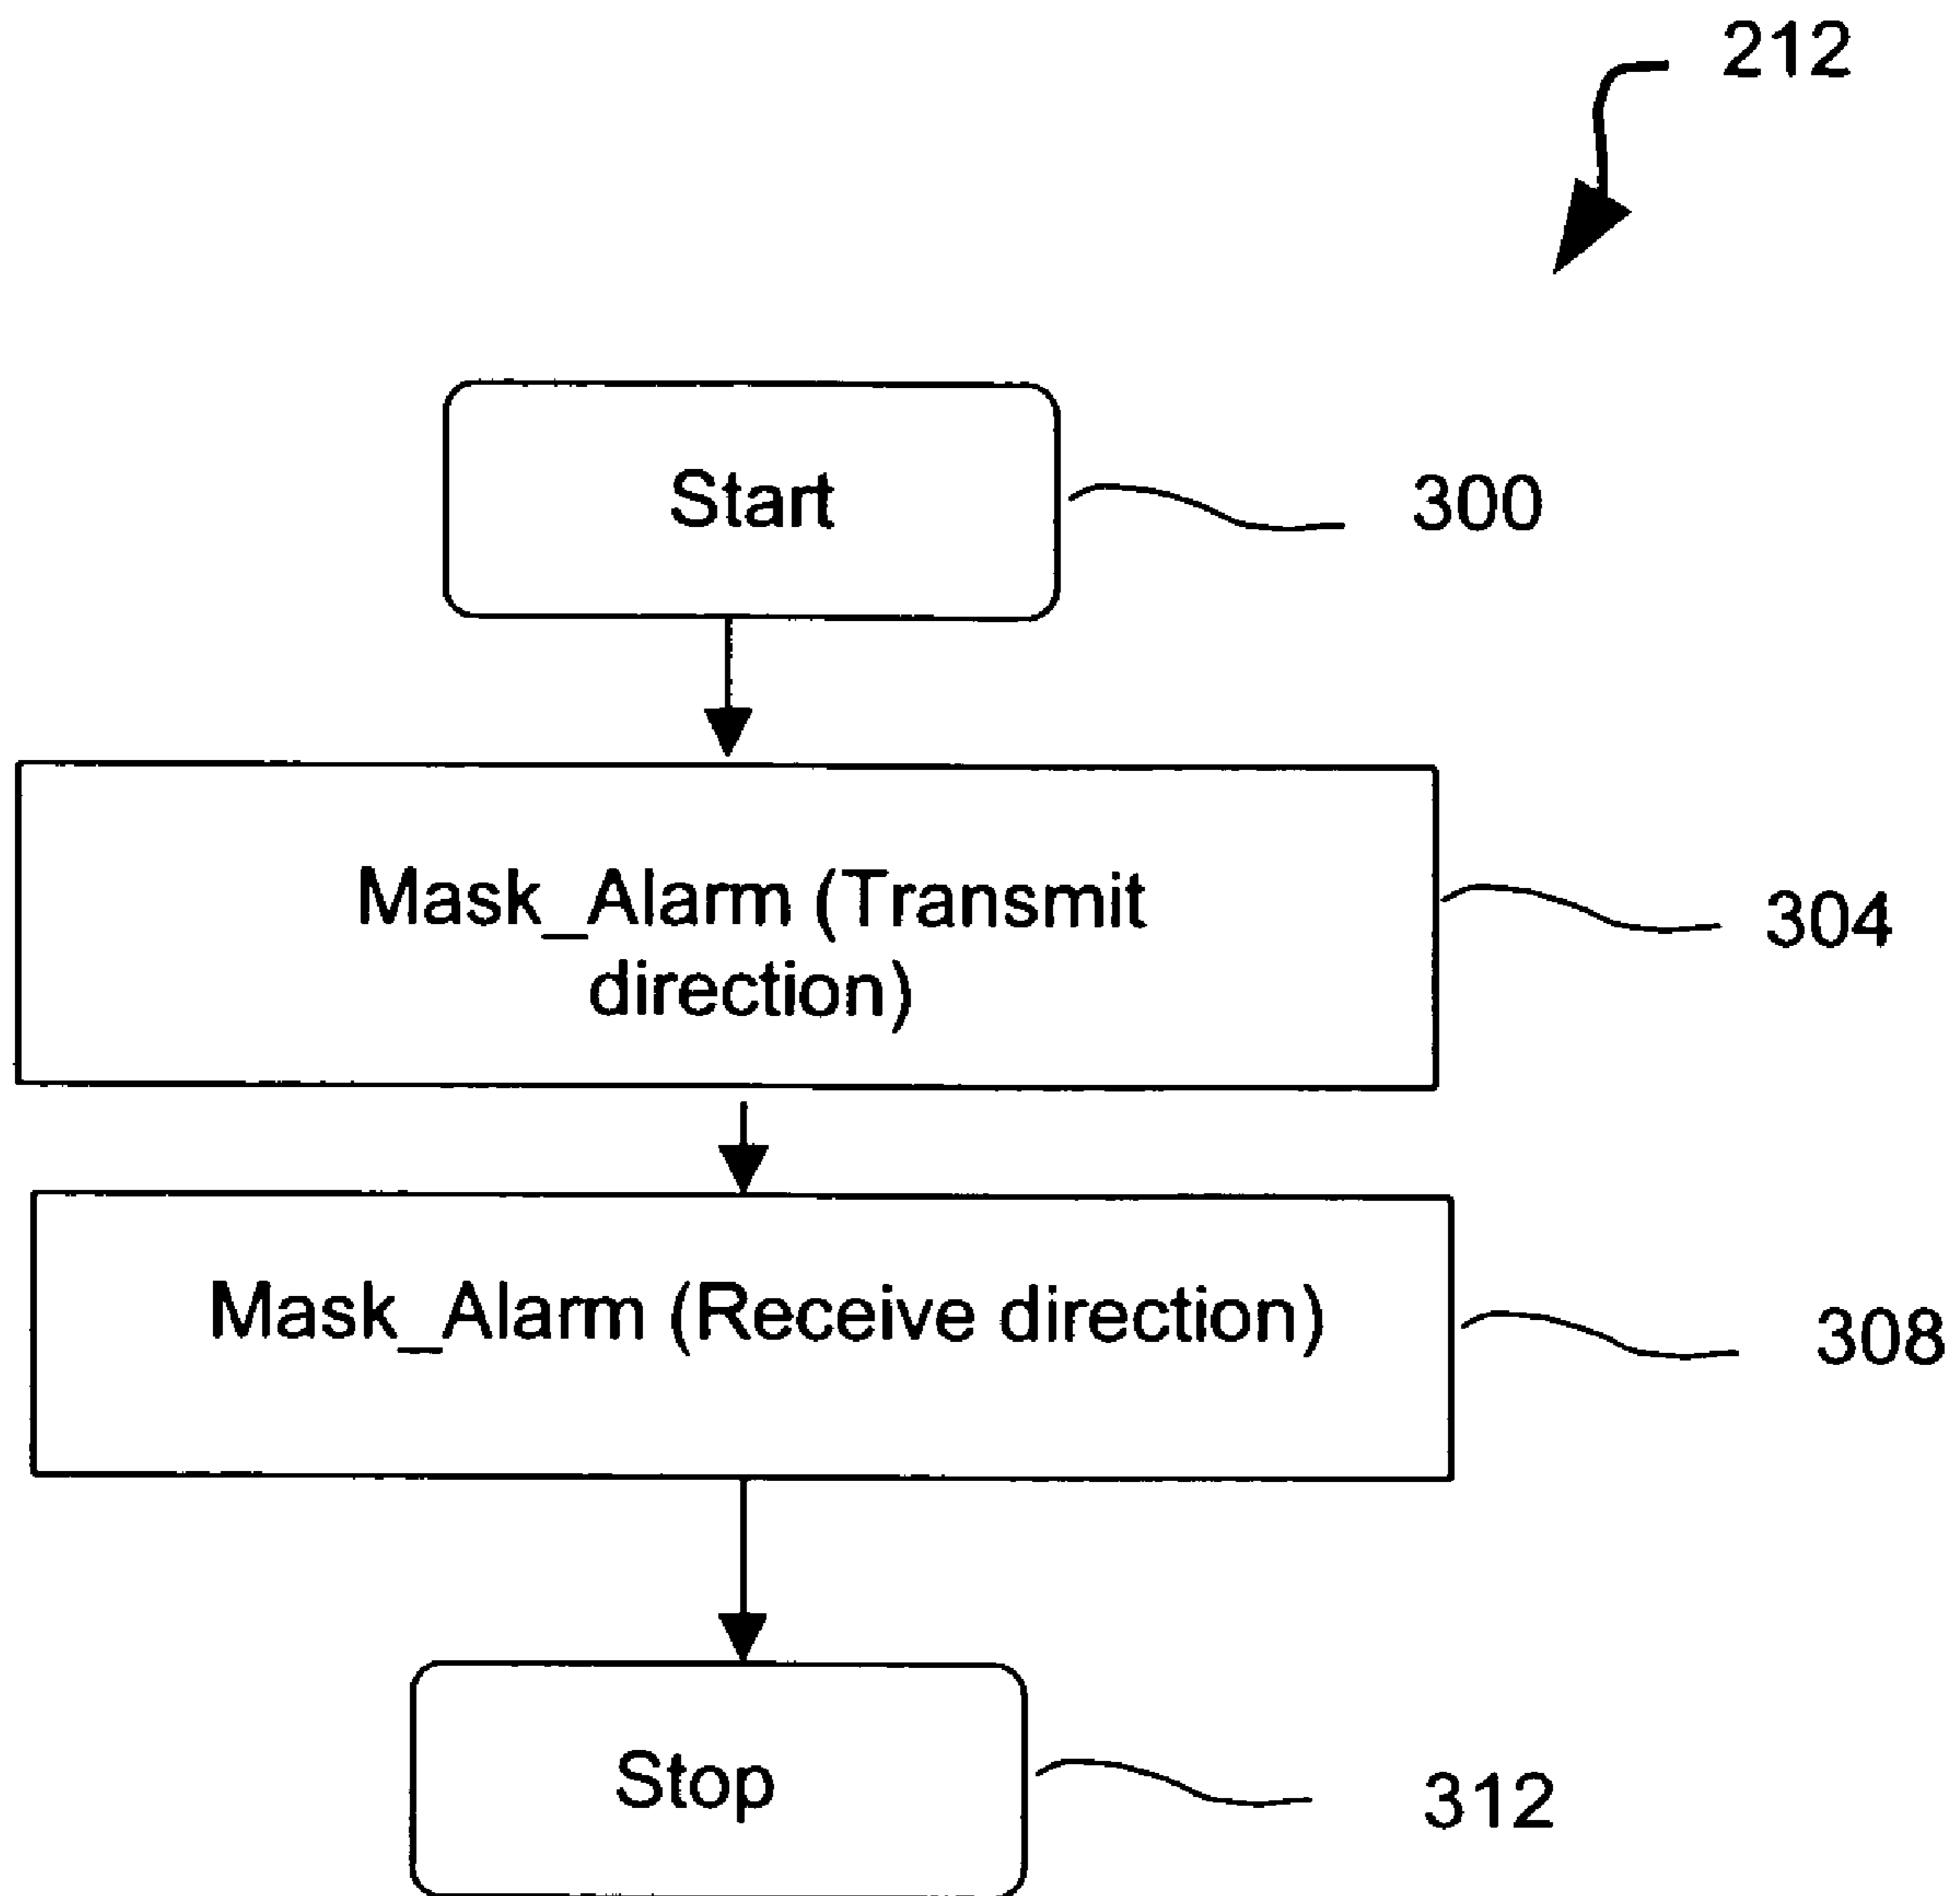 212
Start
300
Mask_Alarm (Transmit
direction)
304
Mask_Alarm (Receive direction)
308
Stop
312